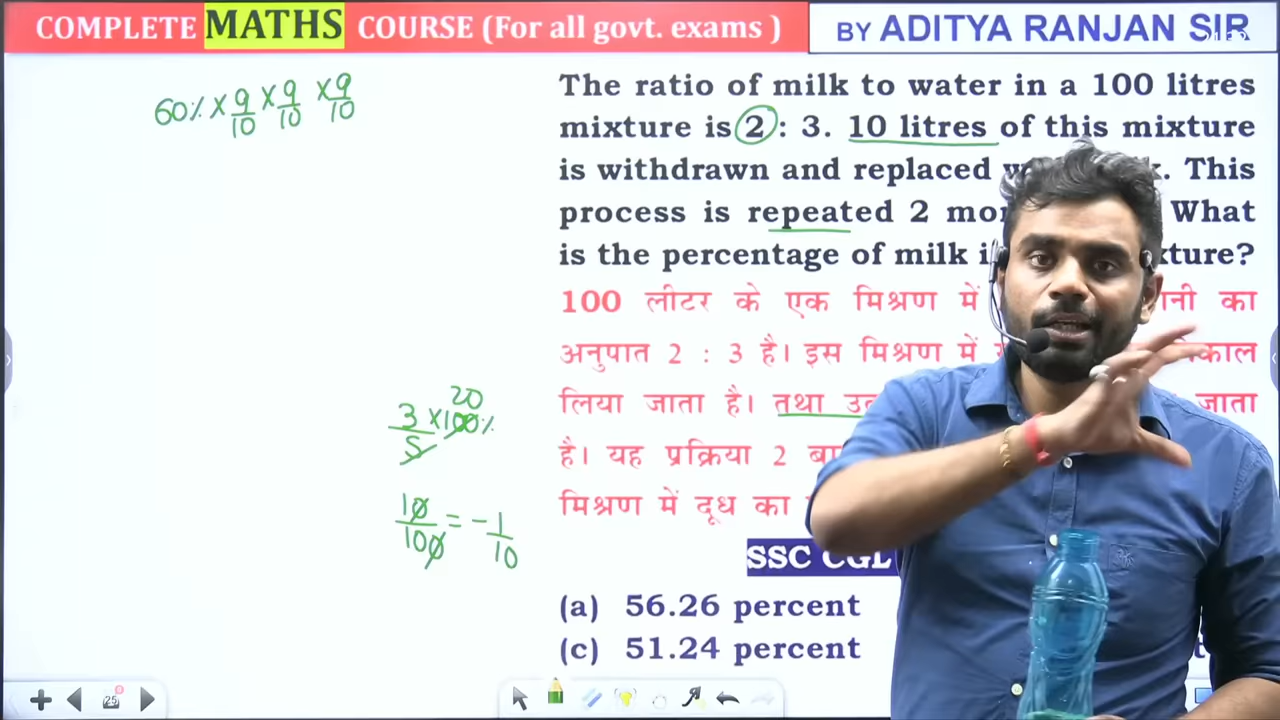 COMPLETE MATHS COURSE (For all govt. exams )
BY ADITYA RANJAN SIR
60% × 9/10 × 9/10 × 9/10
The ratio of milk to water in a 100 litres
mixture is 2 : 3. 10 litres of this mixture
is withdrawn and replaced
This
process is repeated 2
What
is the percentage of milk
100 लीटर के एक मिश्रण में
का
अनुपात 2 : 3 है। इस मिश्रण में
लिया जाता है। तथा
जाता
है। यह प्रक्रिया 2
मिश्रण में दूध का
3/5 × 100% 20
10/100 = -1/10
SSC CGL
(a) 56.26 percent
(c) 51.24 percent
25